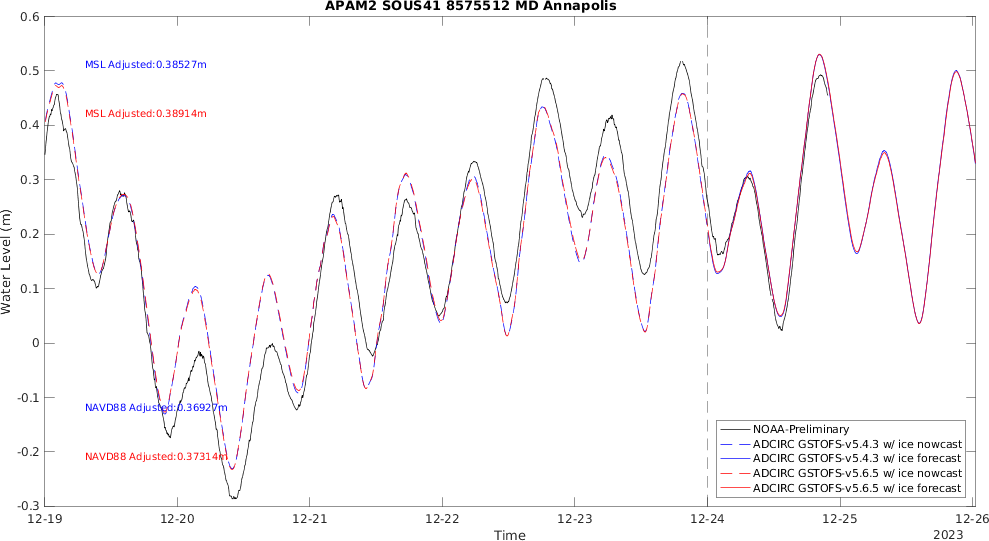 APAM2 SOUS41 8575512 MD Annapolis
0.6
0.5
0.4
0.3
0.2
0.1
0
-0.1
-0.2
-0.3
Water Level (m)
MSL Adjusted:0.38527m
MSL Adjusted:0.38914m
NAVD88 Adjusted:0.36927m
NAVD88 Adjusted:0.37314m
NOAA-Preliminary
ADCIRC GSTOFS-v5.4.3 w/ ice nowcast
ADCIRC GSTOFS-v5.4.3 w/ ice forecast
ADCIRC GSTOFS-v5.6.5 w/ ice nowcast
ADCIRC GSTOFS-v5.6.5 w/ ice forecast
12-19 12-20 12-21 12-22 12-23 12-24 12-25 12-26
Time
2023